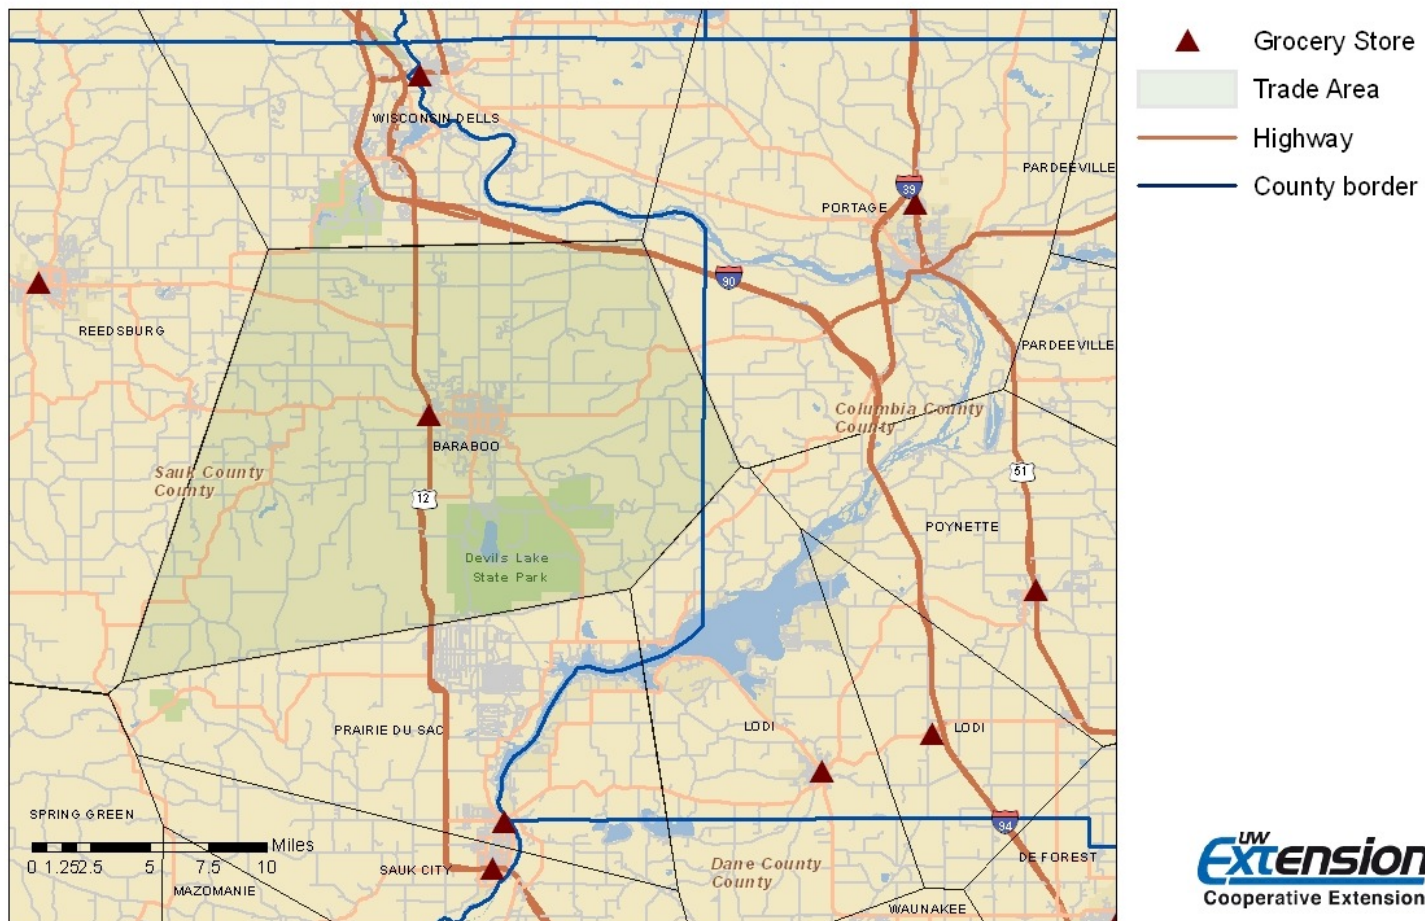 Grocery Store
Trade Area
Highway
County border
WISCONSIN DELLS
PARDEEVILLE
39
PORTAGE
90
REEDSBURG
PARDEEVILLE
Columbia County
County
BARABOO
Sauk County
County
12
51
POYNETTE
Devils Lake
State Park
PRAIRIE DU SAC
LODI
LODI
SPRING GREEN
94
Miles
0 1.25 2.5 5 7.5 10
SAUK CITY
Dane County
County
DE FOREST
MAZOMANIE
WAUNAKEE
UW
Extension
Cooperative Extension